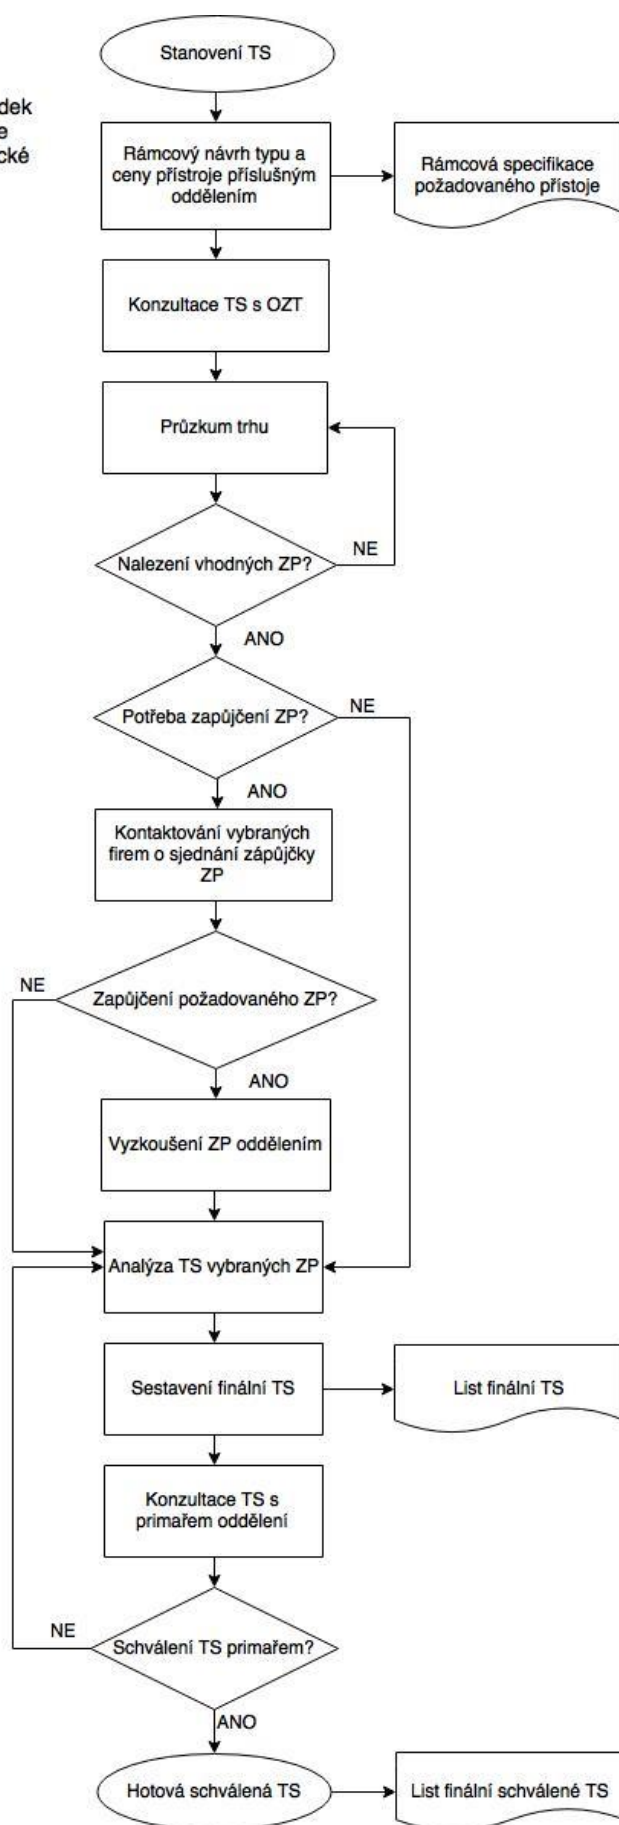 Stanovení TS
dek
e
cké
Rámcový návrh typu a
ceny přístroje příslušným
oddělením
Rámcová specifikace
požadovaného přístoje
Konzultace TS s OZT
Průzkum trhu
Nalezení vhodných ZP?
NE
ANO
Potřeba zapůjčení ZP?
NE
ANO
Kontaktování vybraných
firem o sjednání zápůjčky
ZP
NE
Zapůjčení požadovaného ZP?
ANO
Vyzkoušení ZP oddělením
Analýza TS vybraných ZP
Sestavení finální TS
List finální TS
Konzultace TS s
primařem oddělení
NE
Schválení TS primařem?
ANO
Hotová schválená TS
List finální schválené TS